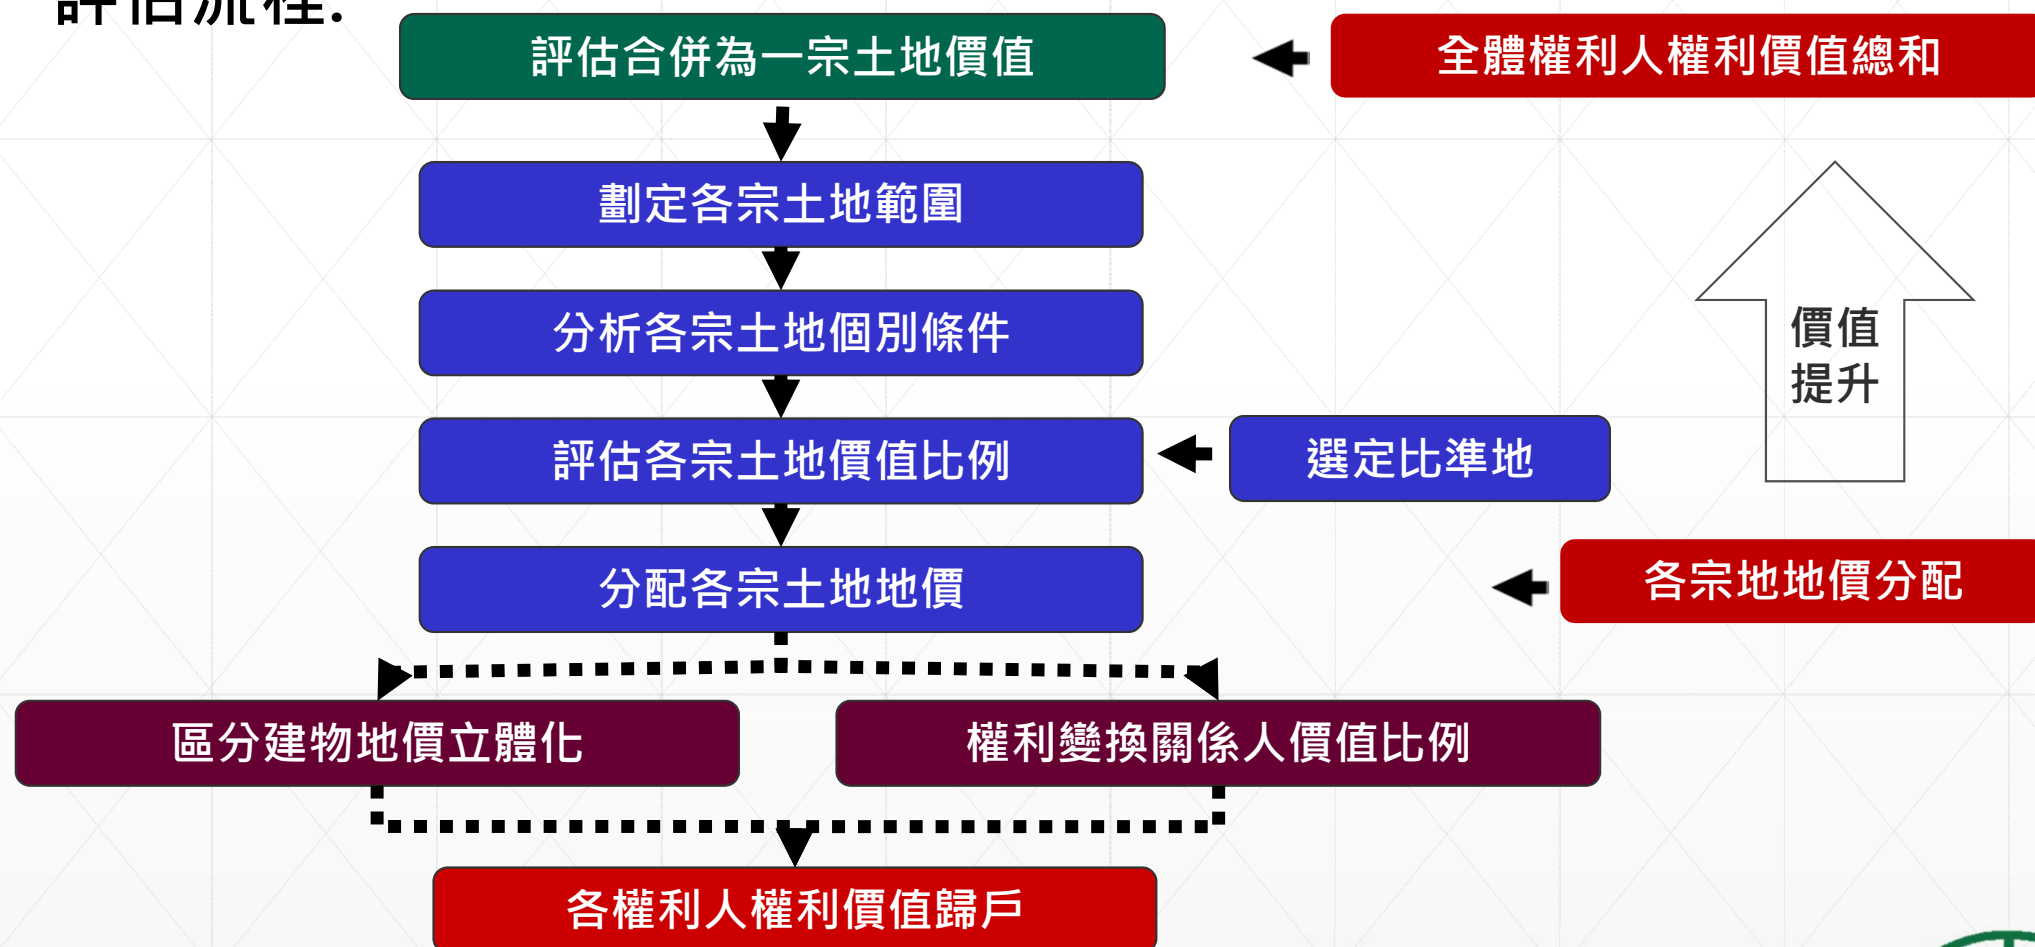 評估流程:
評估合併為一宗土地價值
全體權利人權利價值總和
劃定各宗土地範圍
分析各宗土地個別條件
價值
提升
評估各宗土地價值比例
選定比準地
分配各宗土地地價
各宗地地價分配
區分建物地價立體化
權利變換關係人價值比例
各權利人權利價值歸戶